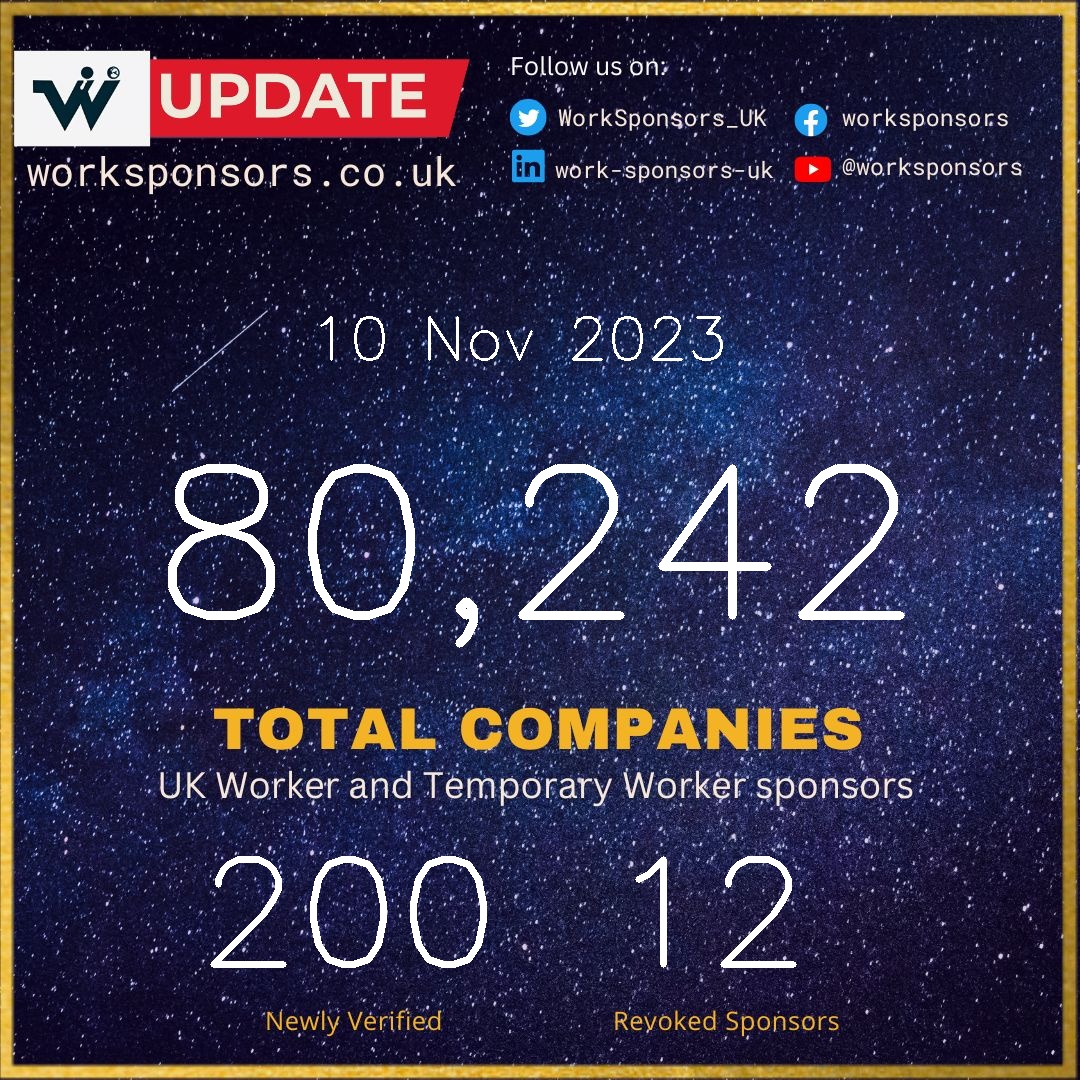 UPDATE
worksponsors.co.uk
Follow us on:
WorkSponsors_UK
worksponsors
work-sponsors-uk
@worksponsors
10 Nov 2023
80,242
TOTAL COMPANIES
UK Worker and Temporary Worker sponsors
200 12
Newly Verified Revoked Sponsors